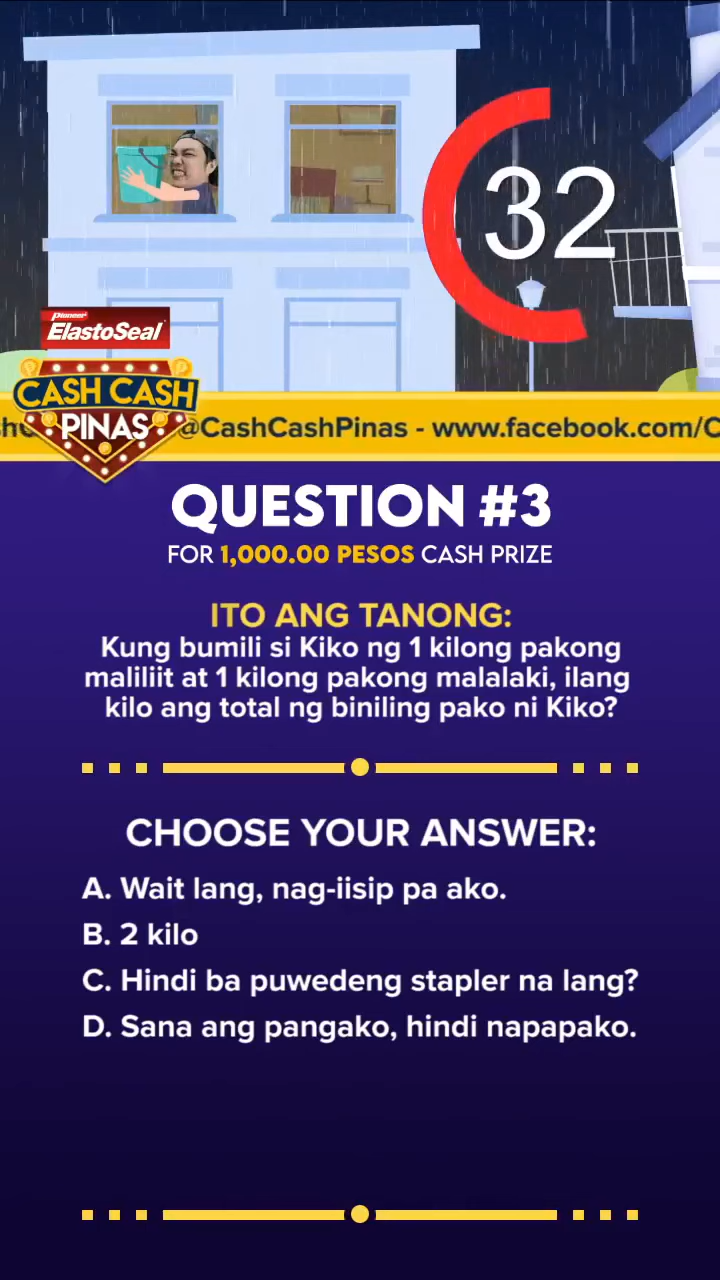 32
Pioneer
ElastoSeal
CASH CASH
PINAS
@CashCashPinas - www.facebook.com/C
QUESTION #3
FOR 1,000.00 PESOS CASH PRIZE
ITO ANG TANONG:
Kung bumili si Kiko ng 1 kilong pakong
maliliit at 1 kilong pakong malalaki, ilang
kilo ang total ng biniling pako ni Kiko?
CHOOSE YOUR ANSWER:
A. Wait lang, nag-iisip pa ako.
B. 2 kilo
C. Hindi ba puwedeng stapler na lang?
D. Sana ang pangako, hindi napapako.